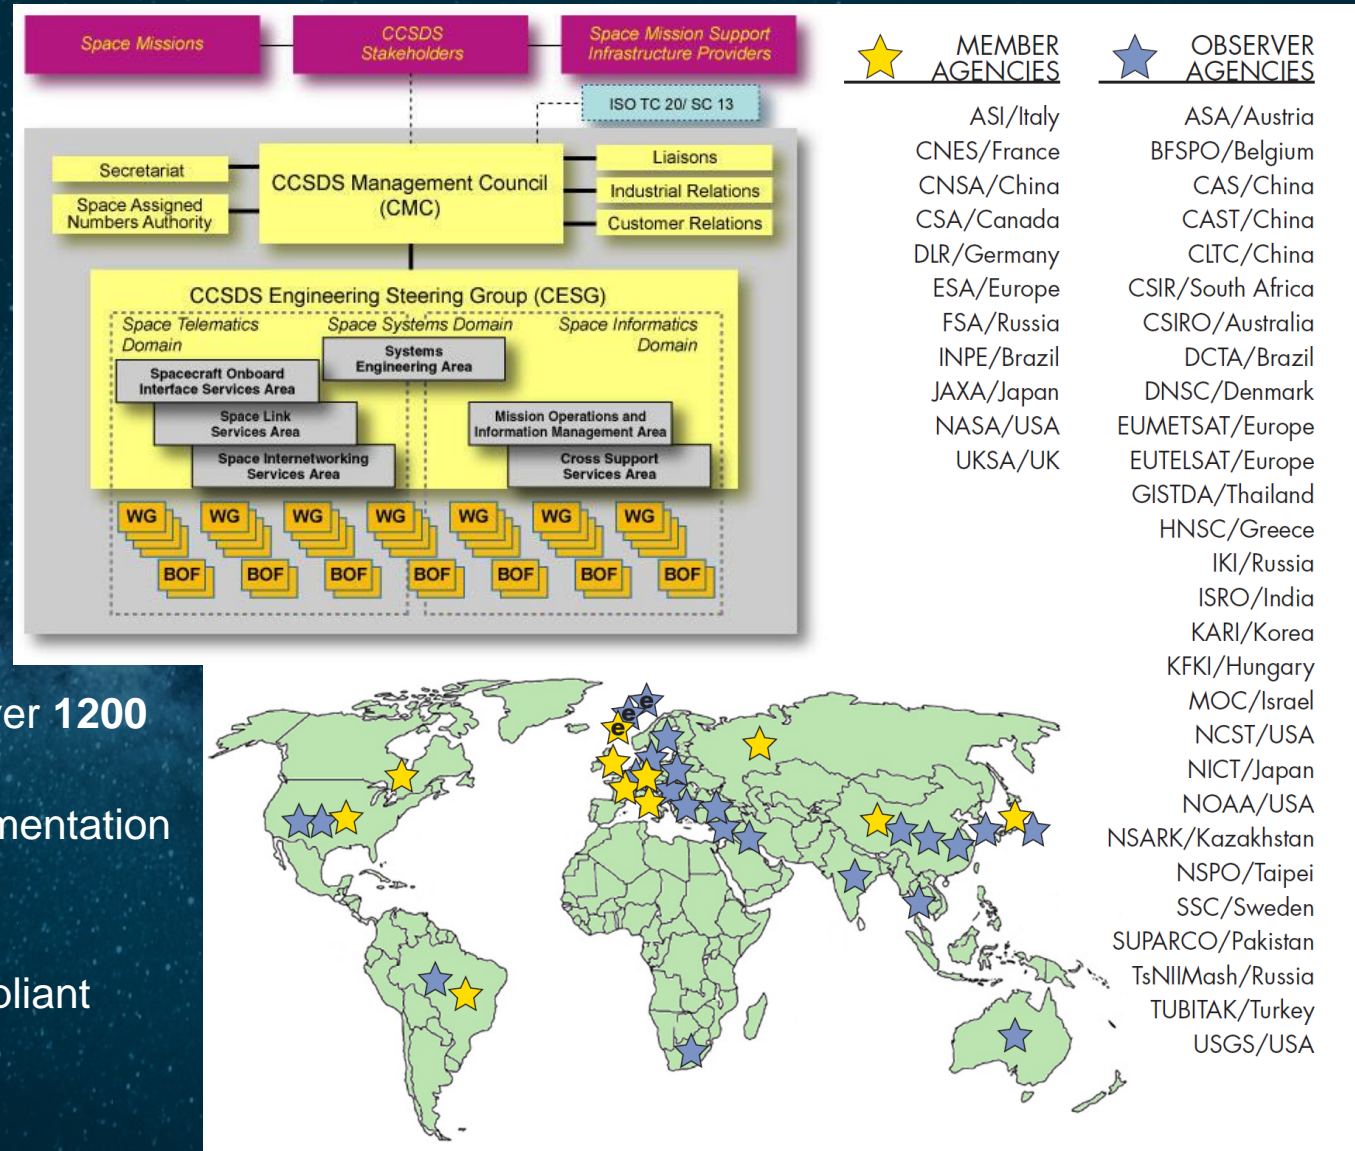 Space Missions
CCSDS
Stakeholders
Space Mission Support
Infrastructure Providers
ISO TC 20/ SC 13
Secretariat
Space Assigned
Numbers Authority
CCSDS Management Council
(CMC)
Liaisons
Industrial Relations
Customer Relations
CCSDS Engineering Steering Group (CESG)
Space Telematics
Domain
Space Systems Domain
Space Informatics
Domain
Systems
Engineering Area
Spacecraft Onboard
Interface Services Area
Space Link
Services Area
Space Internetworking
Services Area
Mission Operations and
Information Management Area
Cross Support
Services Area
WG WG WG WG WG WG WG
BOF BOF BOF BOF BOF BOF BOF
MEMBER
AGENCIES
ASI/Italy
CNES/France
CNSA/China
CSA/Canada
DLR/Germany
ESA/Europe
FSA/Russia
INPE/Brazil
JAXA/Japan
NASA/USA
UKSA/UK
OBSERVER
AGENCIES
ASA/Austria
BFSPO/Belgium
CAS/China
CAST/China
CLTC/China
CSIR/South Africa
CSIRO/Australia
DCTA/Brazil
DNSC/Denmark
EUMETSAT/Europe
EUTELSAT/Europe
GISTDA/Thailand
HNSC/Greece
IKI/Russia
ISRO/India
KARI/Korea
KFKI/Hungary
MOC/Israel
NCST/USA
NICT/Japan
NOAA/USA
NSARK/Kazakhstan
NSPO/Taipei
SSC/Sweden
SUPARCO/Pakistan
TsNIIMash/Russia
TUBITAK/Turkey
USGS/USA
er 1200
mentation
pliant
e
e
e